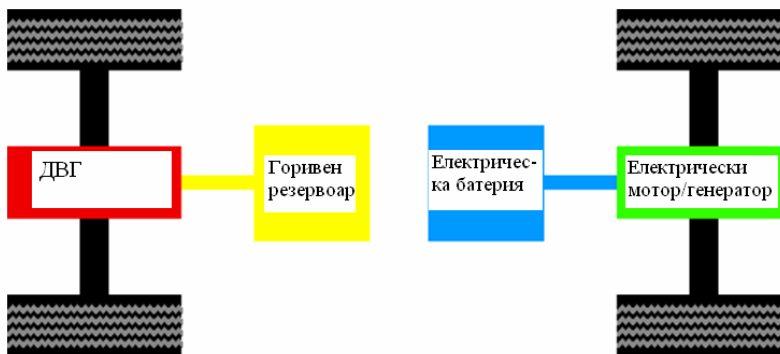 ДВГ
Горивен
резервоар
Електричес-
ка батерия
Електрически
мотор/генератор